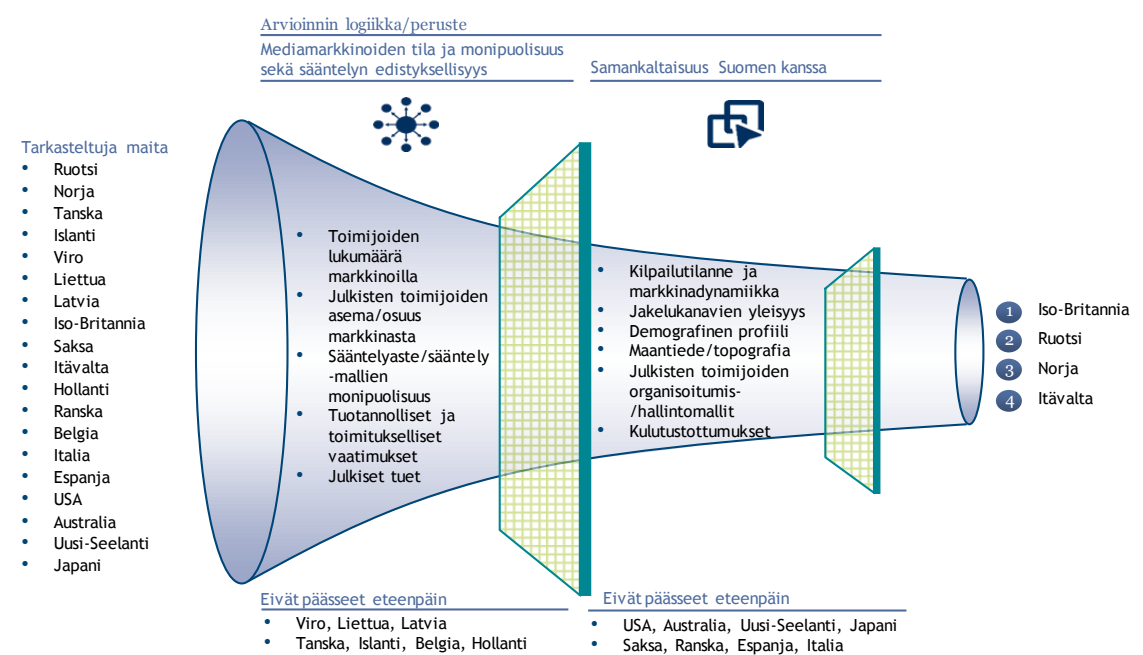 Arvioinnin logiikka/peruste
Mediamarkkinoiden tila ja monipuolisuus
sekä sääntelyn edistyksellisyys
Samankaltaisuus Suomen kanssa
Tarkasteltuja maita
• Ruotsi
• Norja
• Tanska
• Islanti
• Viro
• Liettua
• Latvia
• Iso-Britannia
• Saksa
• Itävalta
• Hollanti
• Ranska
• Belgia
• Italia
• Espanja
• USA
• Australia
• Uusi-Seelanti
• Japani
• Toimijoiden
lukumäärä
markkinoilla
• Julkisten toimijoiden
asema/osuus
markkinasta
• Sääntelyaste/sääntely
-mallien
monipuolisuus
• Tuotannolliset ja
toimitukselliset
vaatimukset
• Julkiset tuet
• Kilpailutilanne ja
markkinadynamiikka
• Jakelukanavien yleisyys
• Demografinen profiili
• Maantiede/topografia
• Julkisten toimijoiden
organisoitumis-
/hallintomallit
• Kulutustottumukset
1 Iso-Britannia
2 Ruotsi
3 Norja
4 Itävalta
Eivät päässeet eteenpäin
• Viro, Liettua, Latvia
• Tanska, Islanti, Belgia, Hollanti
Eivät päässeet eteenpäin
• USA, Australia, Uusi-Seelanti, Japani
• Saksa, Ranska, Espanja, Italia